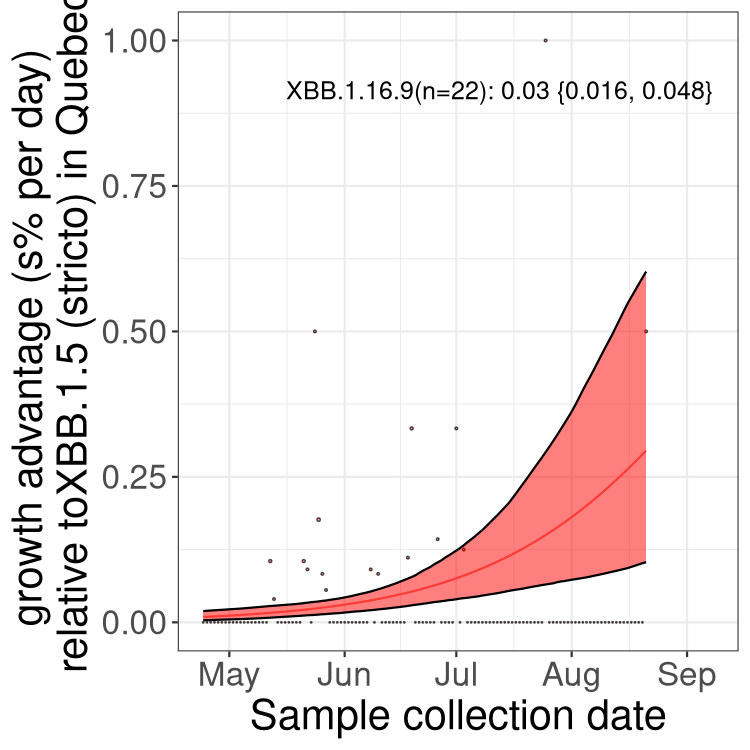 growth advantage (s% per day)
relative toXBB.1.5 (stricto) in Quebec
1.00
XBB.1.16.9(n=22): 0.03 {0.016, 0.048}
0.75
0.50
0.25
0.00
May Jun Jul Aug Sep
Sample collection date